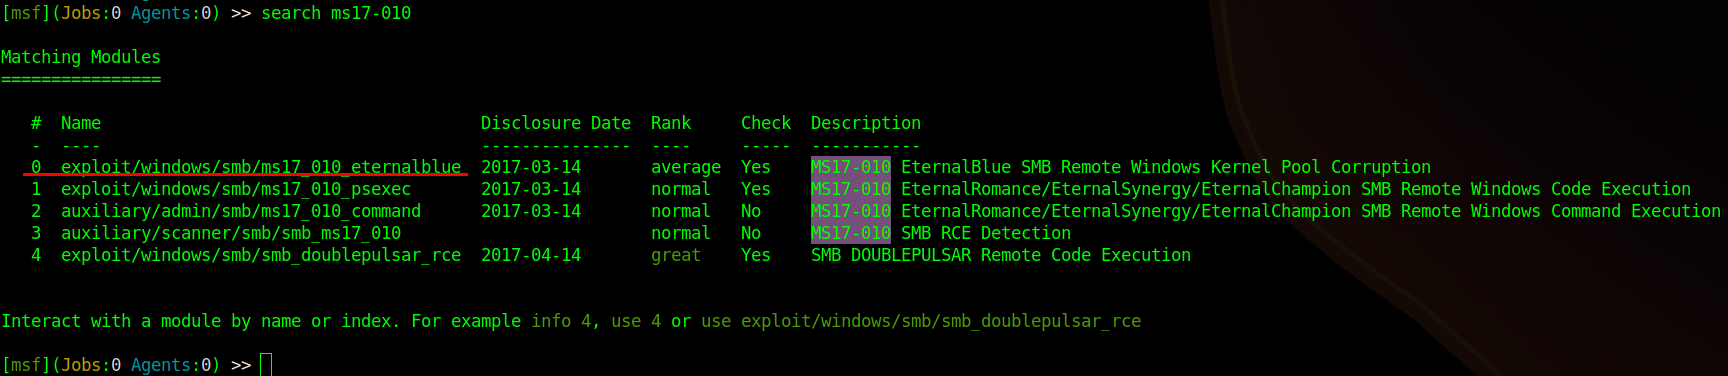 [msf](Jobs:0 Agents:0) >> search ms17-010
Matching Modules
================
#  Name                                      Disclosure Date  Rank     Check  Description
-  ----                                      ---------------  ----     -----  -----------
0  exploit/windows/smb/ms17_010_eternalblue  2017-03-14       average  Yes    MS17-010 EternalBlue SMB Remote Windows Kernel Pool Corruption
1  exploit/windows/smb/ms17_010_psexec       2017-03-14       normal   Yes    MS17-010 EternalRomance/EternalSynergy/EternalChampion SMB Remote Windows Code Execution
2  auxiliary/admin/smb/ms17_010_command      2017-03-14       normal   No     MS17-010 EternalRomance/EternalSynergy/EternalChampion SMB Remote Windows Command Execution
3  auxiliary/scanner/smb/smb_ms17_010                         normal   No     MS17-010 SMB RCE Detection
4  exploit/windows/smb/smb_doublepulsar_rce  2017-04-14       great    Yes    SMB DOUBLEPULSAR Remote Code Execution
Interact with a module by name or index. For example info 4, use 4 or use exploit/windows/smb/smb_doublepulsar_rce
[msf](Jobs:0 Agents:0) >>